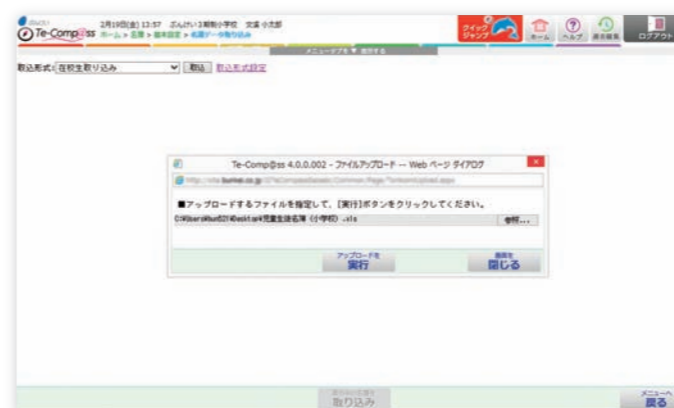 Te-Comp@ss
2月19日(金) 13:57 ぶんけい3期制小学校 文溪 小太郎
ホーム > 名簿 > 基本設定 > 名簿データ取込み
クイック
ジャンプ
ホーム
ヘルプ
ログアウト
メニュータブを ▼ 表示する
取込形式: 在校生取り込み
取込
取込形式設定
Te-Comp@ss 4.0.0.002 - ファイルアップロード -- Web ページ ダイアログ
■アップロードするファイルを指定して、[実行]ボタンをクリックしてください。
児童生徒名簿 (小学校) .xls
参照...
アップロードを
実行
画面を
閉じる
取り込み
メニューへ
戻る